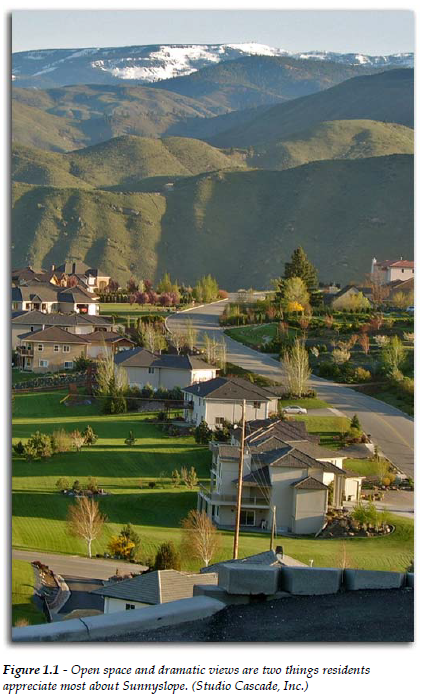 Figure 1.1 - Open space and dramatic views are two things residents
appreciate most about Sunnyslope. (Studio Cascade, Inc.)